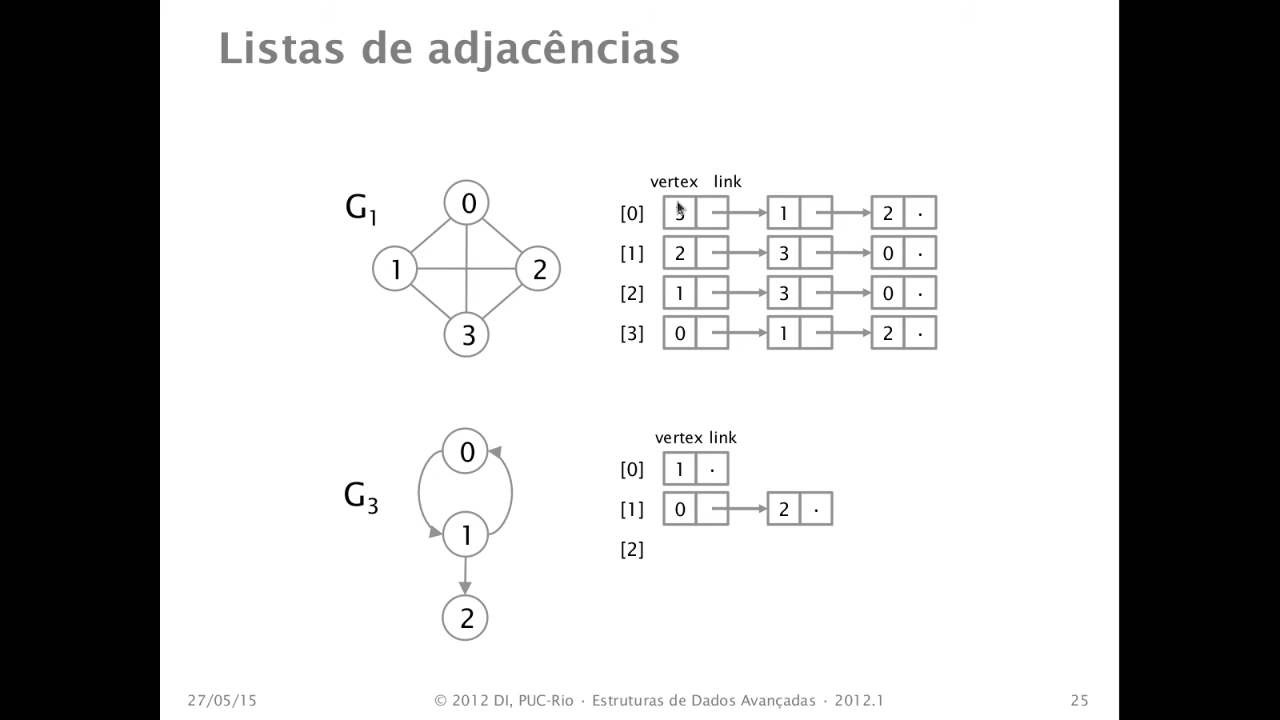 Listas de adjacências
G1
0
1 2
3
vertex link
[0] 3 1 2 ·
[1] 2 3 0 ·
[2] 1 3 0 ·
[3] 0 1 2 ·
G3
0
1
2
vertex link
[0] 1 ·
[1] 0 2 ·
[2]
27/05/15 © 2012 DI, PUC-Rio · Estruturas de Dados Avançadas · 2012.1 25